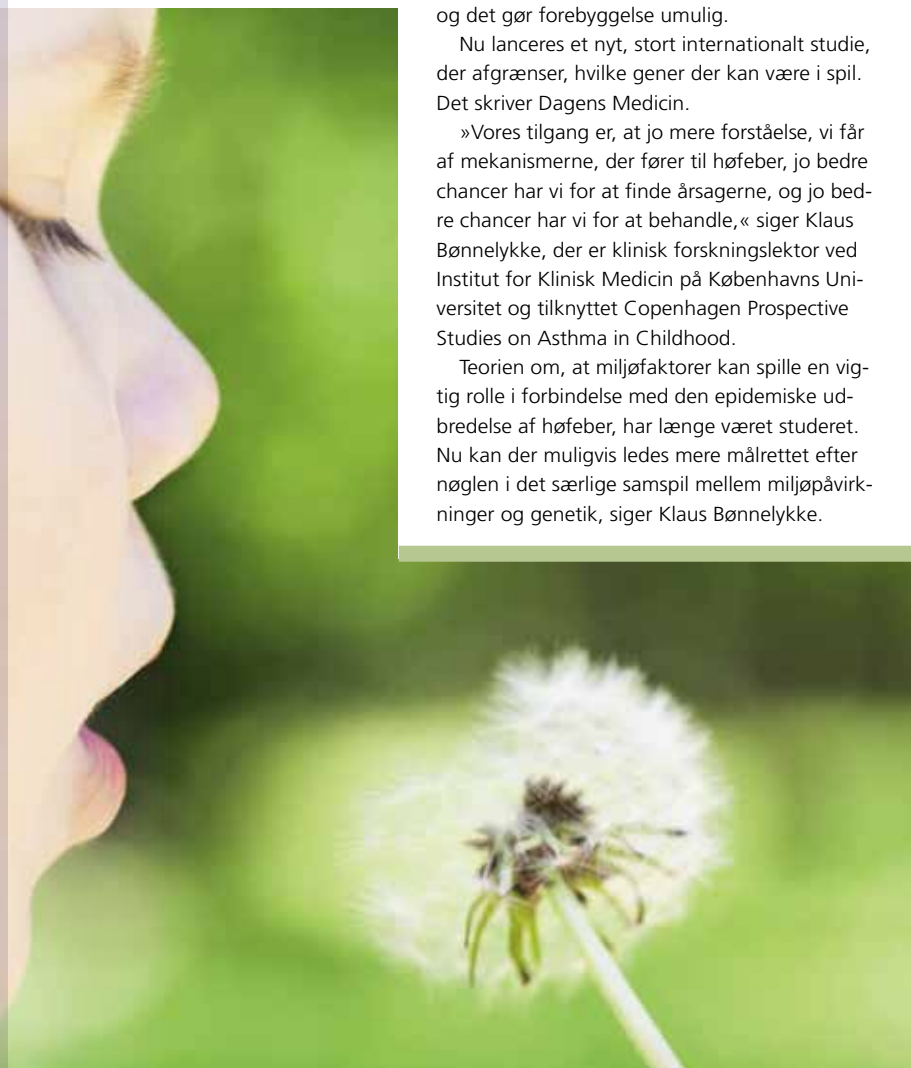 og det gør forebyggelse umulig.
Nu lanceres et nyt, stort internationalt studie,
der afgrænser, hvilke gener der kan være i spil.
Det skriver Dagens Medicin.
»Vores tilgang er, at jo mere forståelse, vi får
af mekanismerne, der fører til høfeber, jo bedre
chancer har vi for at finde årsagerne, og jo bed-
re chancer har vi for at behandle,« siger Klaus
Bønnelykke, der er klinisk forskningslektor ved
Institut for Klinisk Medicin på Københavns Uni-
versitet og tilknyttet Copenhagen Prospective
Studies on Asthma in Childhood.
Teorien om, at miljøfaktorer kan spille en vig-
tig rolle i forbindelse med den epidemiske ud-
bredelse af høfeber, har længe været studeret.
Nu kan der muligvis ledes mere målrettet efter
nøglen i det særlige samspil mellem miljøpåvirk-
ninger og genetik, siger Klaus Bønnelykke.